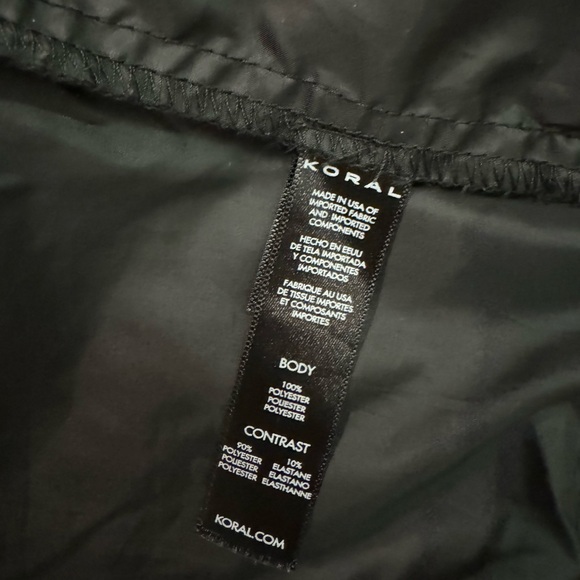 KORAL
MADE IN USA OF
IMPORTED FABRIC
AND IMPORTED
COMPONENTS
HECHO EN EEUU
DE TELA IMPORTADA
Y COMPONENTES
IMPORTADOS
FABRIQUE AU USA
DE TISSUE IMPORTES
ET COMPOSANTS
IMPORTES
BODY
100%
POLYESTER
POLIESTER
POLYESTER
CONTRAST
90% 10%
POLYESTER ELASTANE
POLIESTER ELASTANO
POLYESTER ELASTHANNE
KORAL.COM